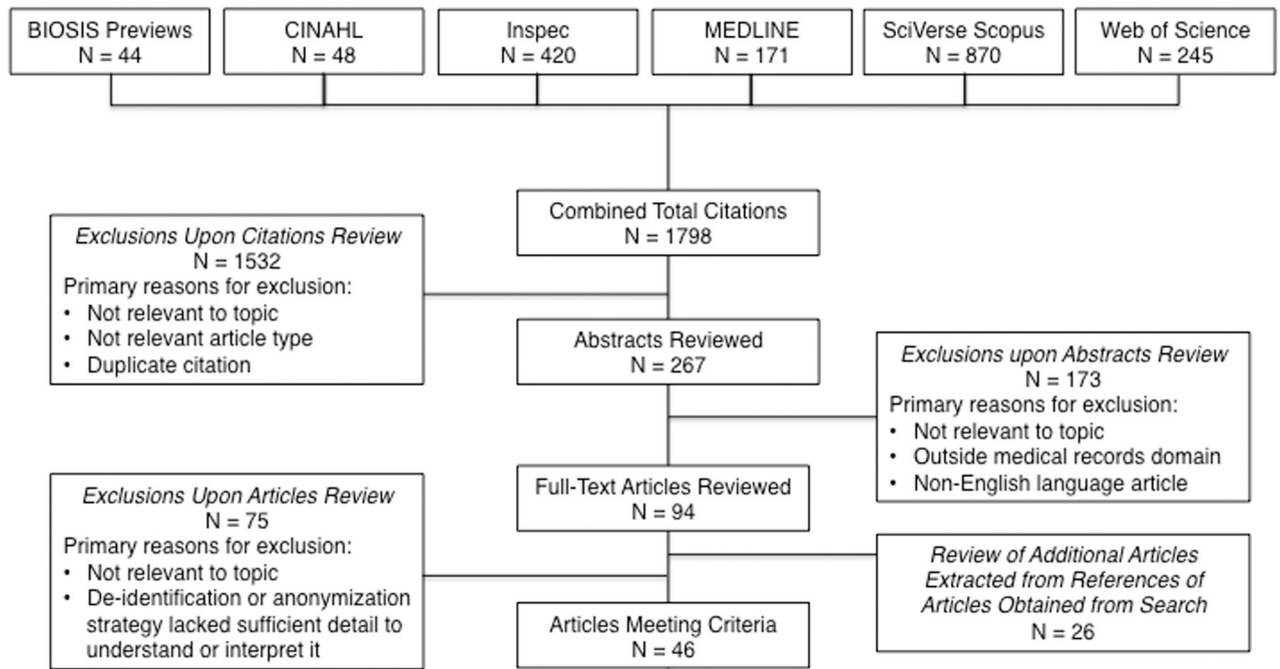 BIOSIS Previews
N = 44
CINAHL
N = 48
Inspec
N = 420
MEDLINE
N = 171
SciVerse Scopus
N = 870
Web of Science
N = 245
Combined Total Citations
N = 1798
Exclusions Upon Citations Review
N = 1532
Primary reasons for exclusion:
• Not relevant to topic
• Not relevant article type
• Duplicate citation
Abstracts Reviewed
N = 267
Exclusions upon Abstracts Review
N = 173
Primary reasons for exclusion:
• Not relevant to topic
• Outside medical records domain
• Non-English language article
Full-Text Articles Reviewed
N = 94
Exclusions Upon Articles Review
N = 75
Primary reasons for exclusion:
• Not relevant to topic
• De-identification or anonymization
strategy lacked sufficient detail to
understand or interpret it
Review of Additional Articles
Extracted from References of
Articles Obtained from Search
N = 26
Articles Meeting Criteria
N = 46